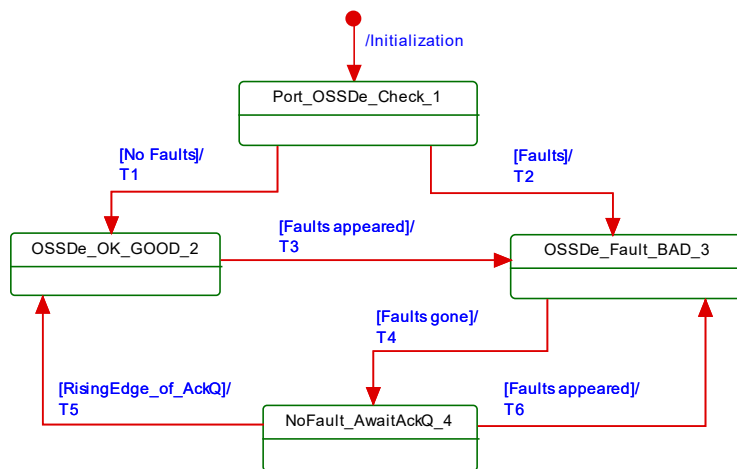 /Initialization
Port_OSSDe_Check_1
[No Faults]/
T1
[Faults]/
T2
OSSDe_OK_GOOD_2
[Faults appeared]/
T3
OSSDe_Fault_BAD_3
[Faults gone]/
T4
[RisingEdge_of_AckQ]/
T5
NoFault_AwaitAckQ_4
[Faults appeared]/
T6